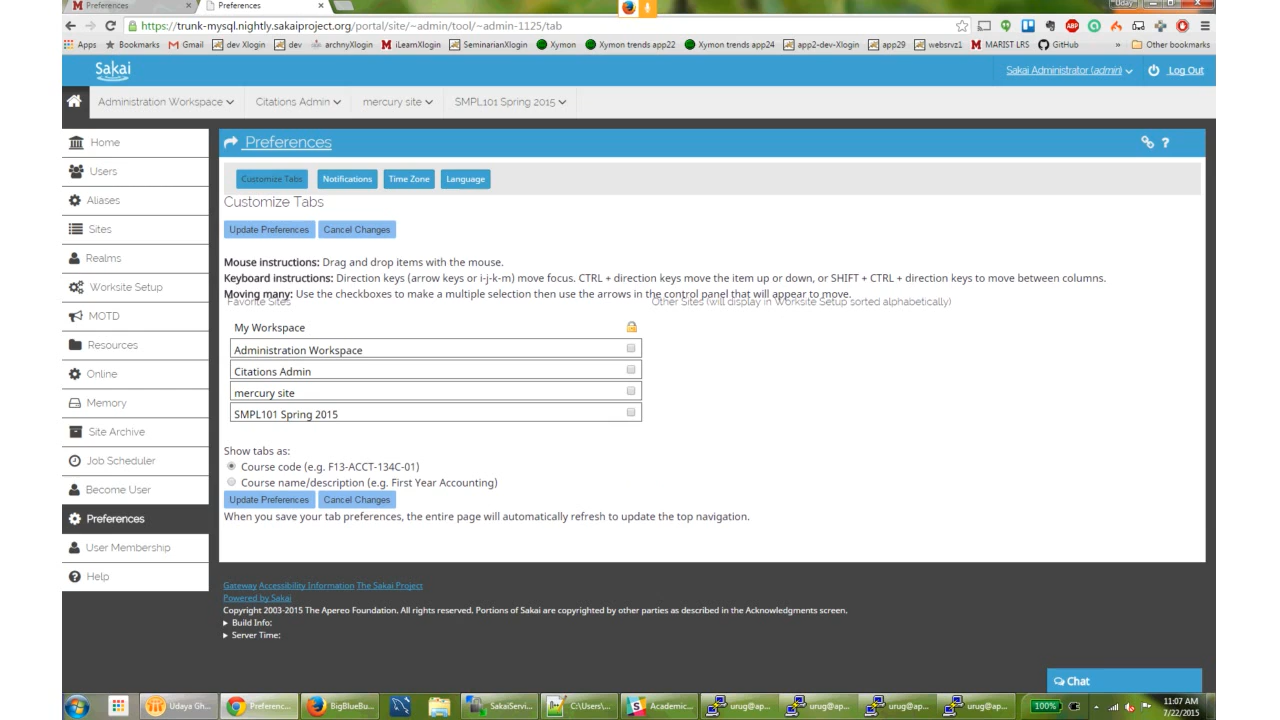 Preferences × Preferences ×
Uday
https://trunk-mysql.nightly.sakaiproject.org/portal/site/~admin/tool/~admin-1125/tab
Apps Bookmarks Gmail dev Xlogin dev archnyXlogin iLearnXlogin SeminarianXlogin Xymon Xymon trends app22 Xymon trends app24 app2-dev-Xlogin app29 websrvz1 MARIST LRS GitHub » Other bookmarks
Sakai
Sakai Administrator (admin) Log Out
Administration Workspace Citations Admin mercury site SMPL101 Spring 2015
Home
Users
Aliases
Sites
Realms
Worksite Setup
MOTD
Resources
Online
Memory
Site Archive
Job Scheduler
Become User
Preferences
User Membership
Help
Preferences ?
Customize Tabs Notifications Time Zone Language
Customize Tabs
Update Preferences Cancel Changes
Mouse instructions: Drag and drop items with the mouse.
Keyboard instructions: Direction keys (arrow keys or i-j-k-m) move focus. CTRL + direction keys move the item up or down, or SHIFT + CTRL + direction keys to move between columns.
Moving many: Use the checkboxes to make a multiple selection then use the arrows in the control panel that will appear to move.
Favorite Sites Other Sites (will display in Worksite Setup sorted alphabetically)
My Workspace
Administration Workspace
Citations Admin
mercury site
SMPL101 Spring 2015
Show tabs as:
Course code (e.g. F13-ACCT-134C-01)
Course name/description (e.g. First Year Accounting)
Update Preferences Cancel Changes
When you save your tab preferences, the entire page will automatically refresh to update the top navigation.
Gateway Accessibility Information The Sakai Project
Powered by Sakai
Copyright 2003-2015 The Apereo Foundation. All rights reserved. Portions of Sakai are copyrighted by other parties as described in the Acknowledgments screen.
Build Info:
Server Time:
Chat
Udaya Gh... Preferenc... BigBlueBu... SakaiServi... C:\Users\... Academic... urug@ap... urug@ap... urug@ap... urug@ap... 100% 11:07 AM
7/22/2015